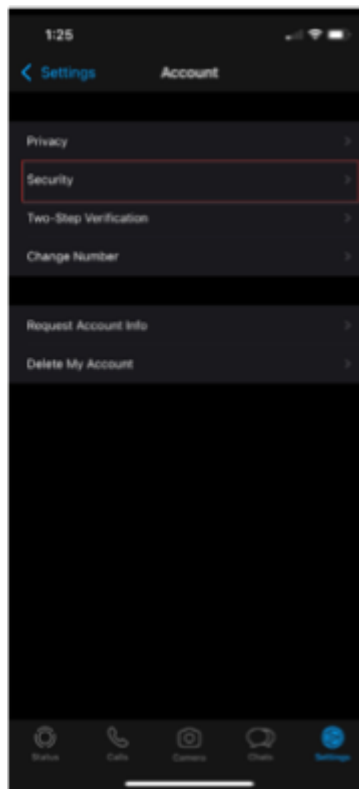 1:25
Settings
Account
Privacy
Security
Two-Step Verification
Change Number
Request Account Info
Delete My Account
Status
Calls
Camera
Chats
Settings